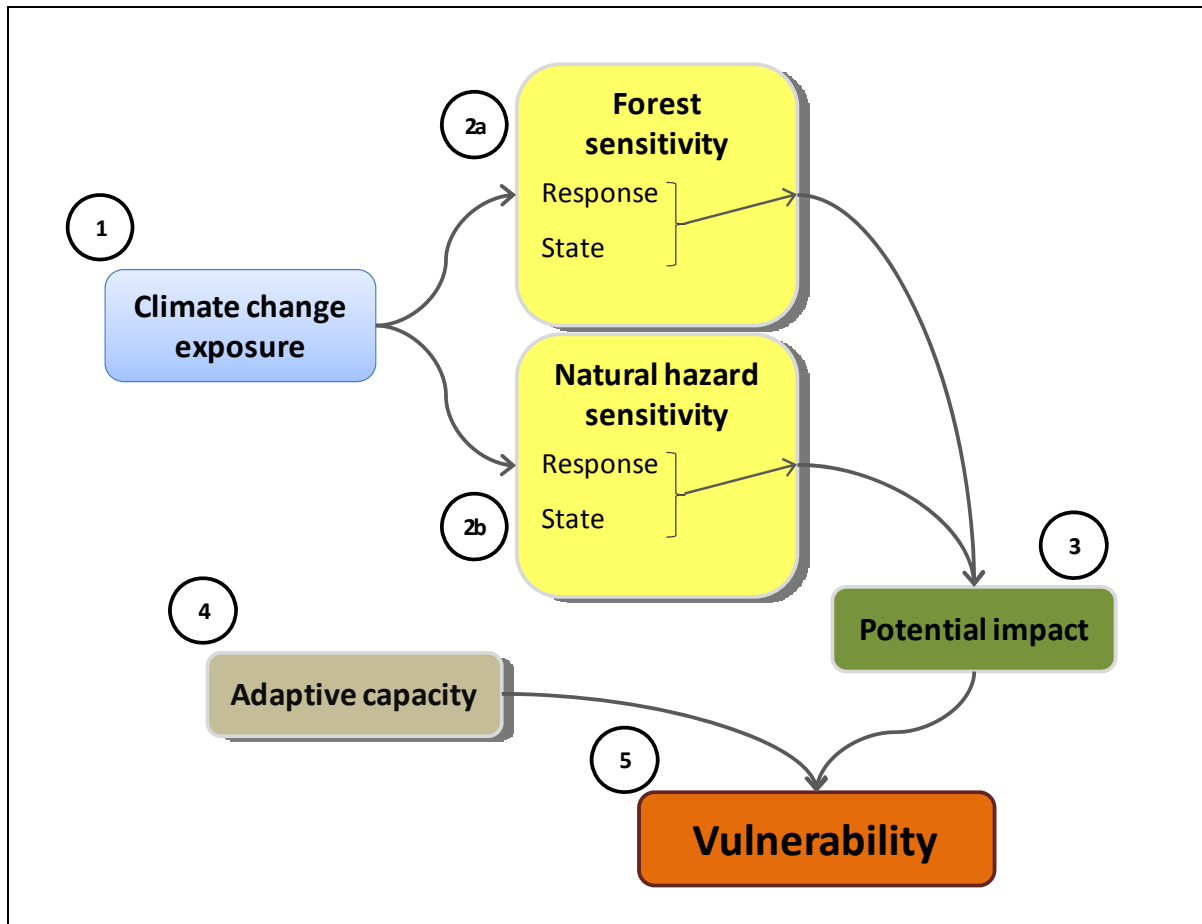 1
Climate change
exposure
2a
Forest
sensitivity
Response
State
2b
Natural hazard
sensitivity
Response
State
3
Potential impact
4
Adaptive capacity
5
Vulnerability